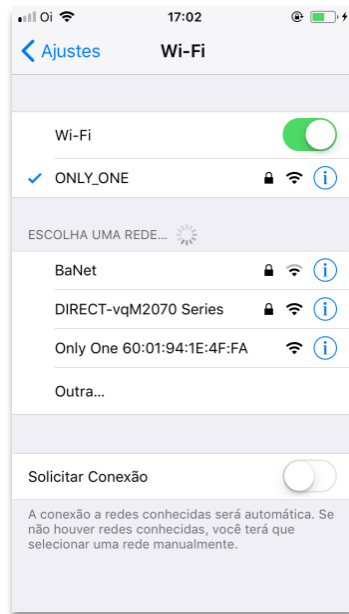 Oi 17:02
Ajustes Wi-Fi
Wi-Fi
ONLY_ONE
ESCOLHA UMA REDE...
BaNet
DIRECT-vqM2070 Series
Only One 60:01:94:1E:4F:FA
Outra...
Solicitar Conexão
A conexão a redes conhecidas será automática. Se
não houver redes conhecidas, você terá que
selecionar uma rede manualmente.